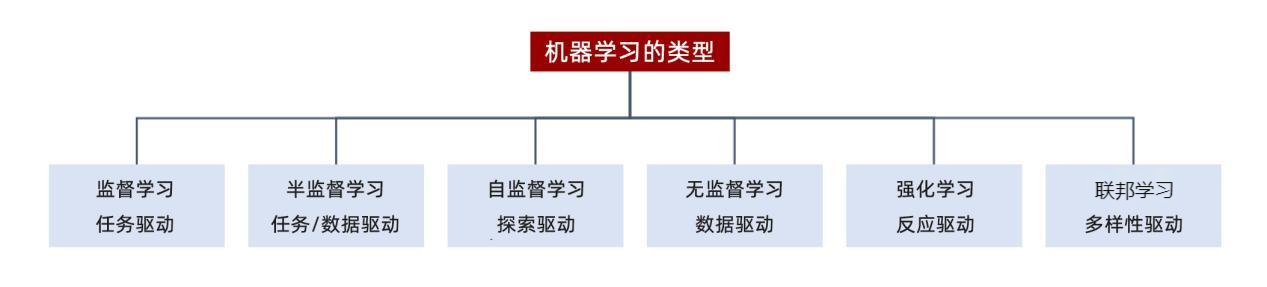 机器学习的类型
监督学习
任务驱动
半监督学习
任务/数据驱动
自监督学习
探索驱动
无监督学习
数据驱动
强化学习
反应驱动
联邦学习
多样性驱动